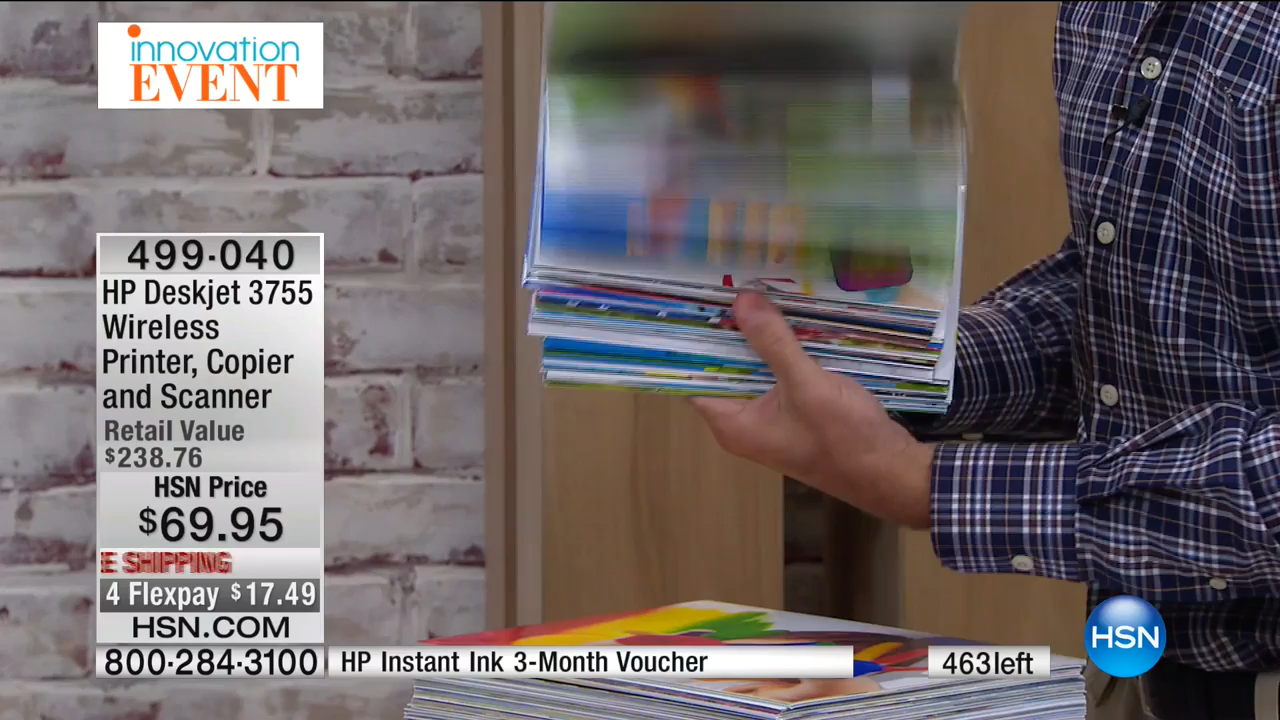 innovation
EVENT
499·040
HP Deskjet 3755
Wireless
Printer, Copier
and Scanner
Retail Value
$238.76
HSN Price
$69.95
E SHIPPING
4 Flexpay $17.49
HSN.COM
800·284·3100
HP Instant Ink 3-Month Voucher
463left
HSN